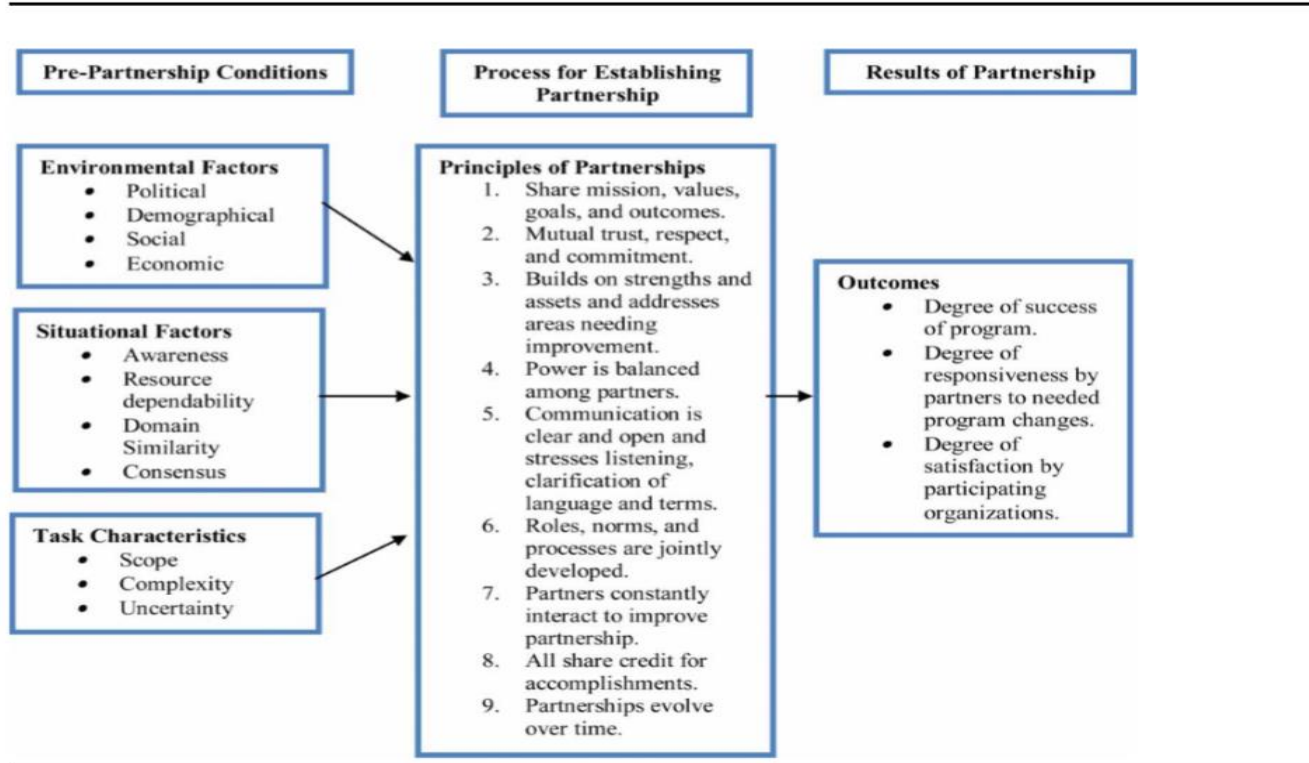 Pre-Partnership Conditions
Process for Establishing
Partnership
Results of Partnership
Environmental Factors
• Political
• Demographical
• Social
• Economic
Situational Factors
• Awareness
• Resource
dependability
• Domain
Similarity
• Consensus
Task Characteristics
• Scope
• Complexity
• Uncertainty
Principles of Partnerships
1. Share mission, values,
goals, and outcomes.
2. Mutual trust, respect,
and commitment.
3. Builds on strengths and
assets and addresses
areas needing
improvement.
4. Power is balanced
among partners.
5. Communication is
clear and open and
stresses listening,
clarification of
language and terms.
6. Roles, norms, and
processes are jointly
developed.
7. Partners constantly
interact to improve
partnership.
8. All share credit for
accomplishments.
9. Partnerships evolve
over time.
Outcomes
• Degree of success
of program.
• Degree of
responsiveness by
partners to needed
program changes.
• Degree of
satisfaction by
participating
organizations.